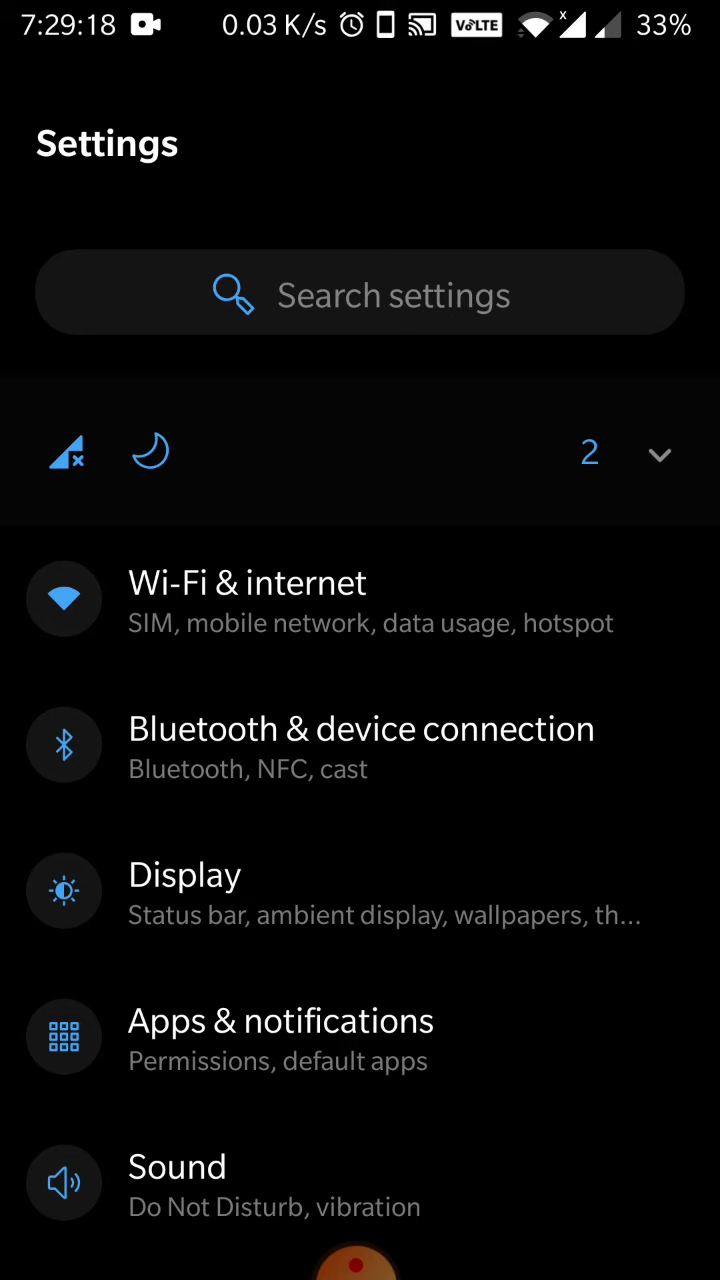 7:29:18 0.03 K/s VoLTE x 33%
Settings
Search settings
2
Wi-Fi & internet
SIM, mobile network, data usage, hotspot
Bluetooth & device connection
Bluetooth, NFC, cast
Display
Status bar, ambient display, wallpapers, th...
Apps & notifications
Permissions, default apps
Sound
Do Not Disturb, vibration